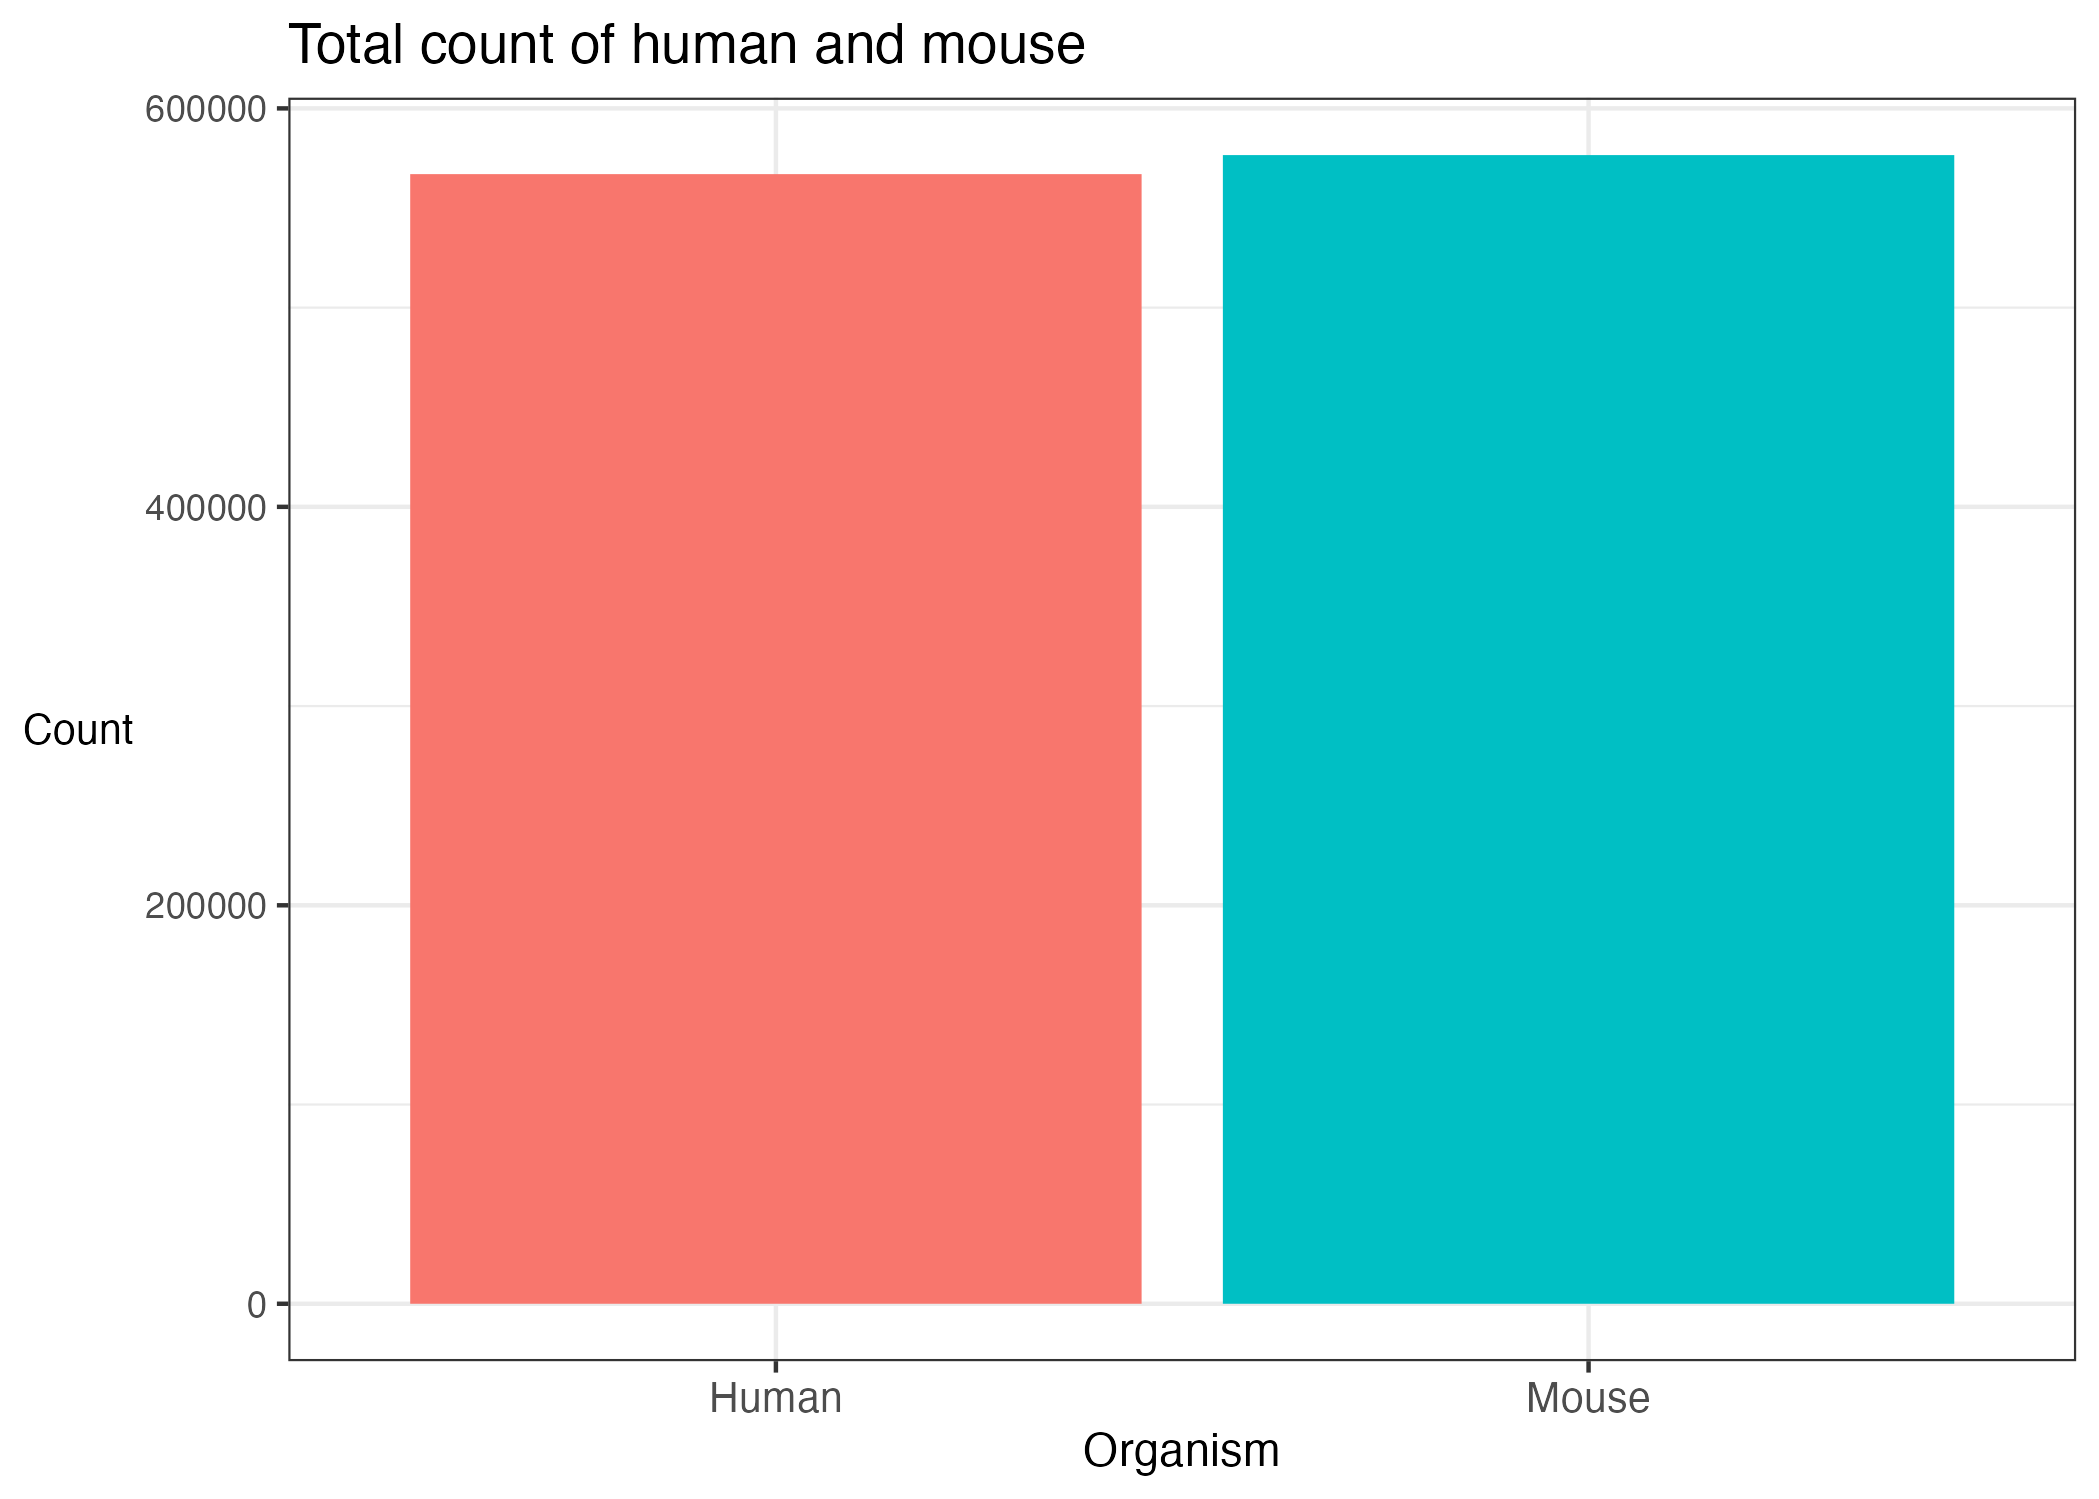 Total count of human and mouse
600000
400000
Count
200000
0
Human Mouse
Organism